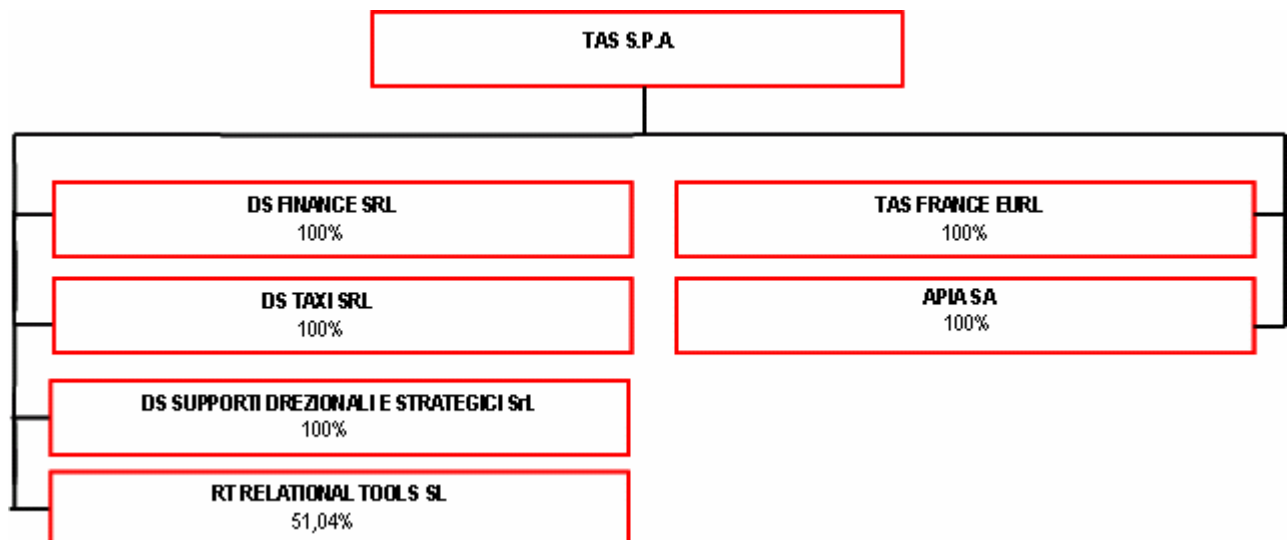 TAS S.P.A.
DS FINANCE SRL
100%
TAS FRANCE EURL
100%
DS TAXI SRL
100%
APIA SA
100%
DS SUPPORTI DREZIONALI E STRATEGICI SrL
100%
RT RELATIONAL TOOLS SL
51,04%